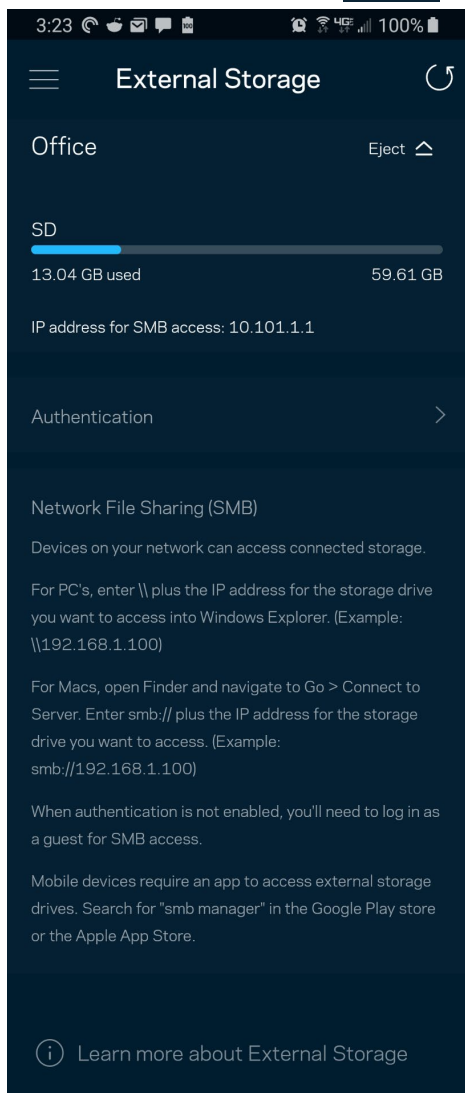 3:23 100%
External Storage
Office Eject
SD
13.04 GB used 59.61 GB
IP address for SMB access: 10.101.1.1
Authentication
Network File Sharing (SMB)
Devices on your network can access connected storage.
For PC's, enter \\ plus the IP address for the storage drive
you want to access into Windows Explorer. (Example:
\\192.168.1.100)
For Macs, open Finder and navigate to Go > Connect to
Server. Enter smb:// plus the IP address for the storage
drive you want to access. (Example:
smb://192.168.1.100)
When authentication is not enabled, you'll need to log in as
a guest for SMB access.
Mobile devices require an app to access external storage
drives. Search for "smb manager" in the Google Play store
or the Apple App Store.
Learn more about External Storage